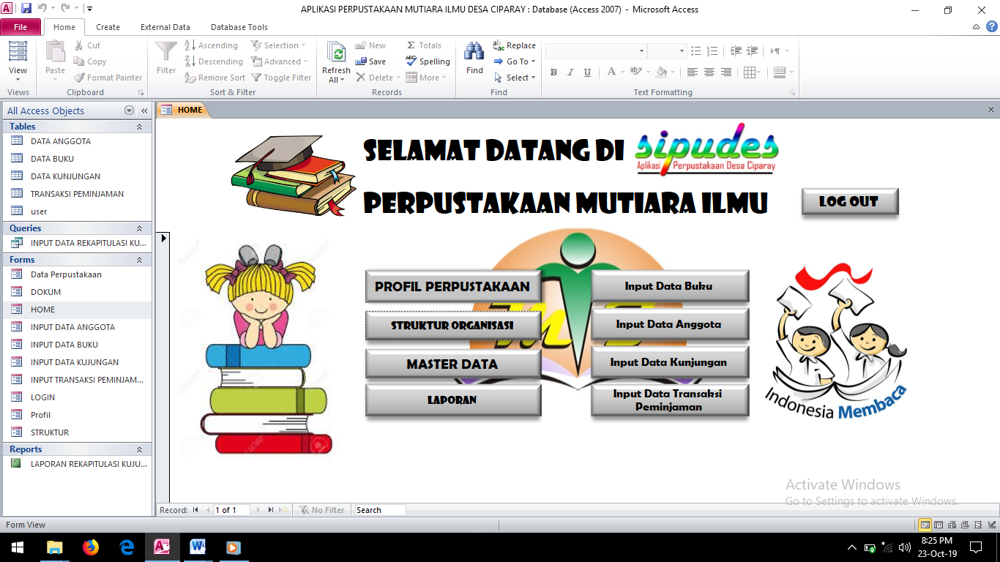 APLIKASI PERPUSTAKAAN MUTIARA ILMU DESA CIPARAY : Database (Access 2007) - Microsoft Access
File Home Create External Data Database Tools
View
Views
Paste
Cut
Copy
Format Painter
Clipboard
Filter
Ascending
Descending
Remove Sort
Selection
Advanced
Toggle Filter
Sort & Filter
Refresh
All
New
Save
Delete
Totals
Spelling
More
Records
Find
Replace
Go To
Select
Find
B I U A
Text Formatting
All Access Objects
Tables
DATA ANGGOTA
DATA BUKU
DATA KUNJUNGAN
TRANSAKSI PEMINJAMAN
user
Queries
INPUT DATA REKAPITULASI KU...
Forms
Data Perpustakaan
DOKUM
HOME
INPUT DATA ANGGOTA
INPUT DATA BUKU
INPUT DATA KUJUNGAN
INPUT TRANSAKSI PEMINJAM...
LOGIN
Profil
STRUKTUR
Reports
LAPORAN REKAPITULASI KUJU...
HOME
SELAMAT DATANG DI sipudes
Aplikasi Perpustakaan Desa Ciparay
PERPUSTAKAAN MUTIARA ILMU
LOG OUT
PROFIL PERPUSTAKAAN
STRUKTUR ORGANISASI
MASTER DATA
LAPORAN
Input Data Buku
Input Data Anggota
Input Data Kunjungan
Input Data Transaksi
Peminjaman
Indonesia Membaca
Activate Windows
Go to Settings to activate Windows.
Record: 1 of 1 No Filter Search
Form View
8:25 PM
23-Oct-19